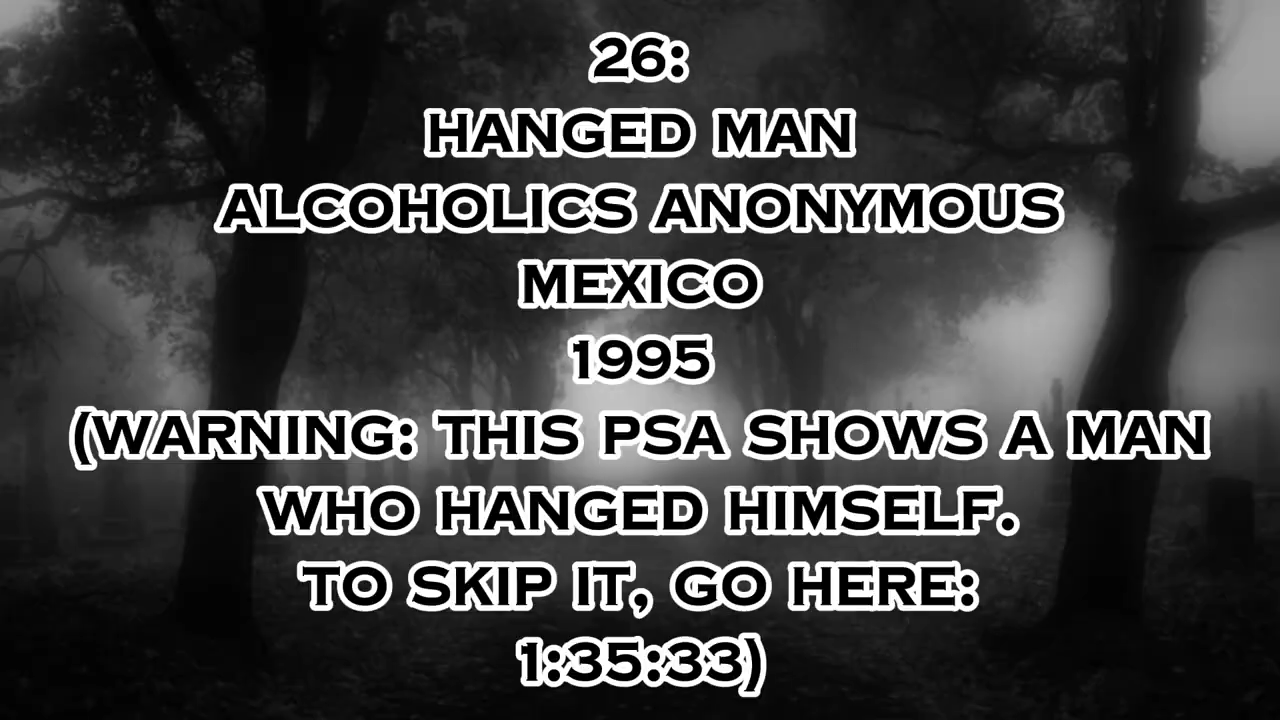 26:
HANGED MAN
ALCOHOLICS ANONYMOUS
MEXICO
1995
(WARNING: THIS PSA SHOWS A MAN
WHO HANGED HIMSELF.
TO SKIP IT, GO HERE:
1:35:33)